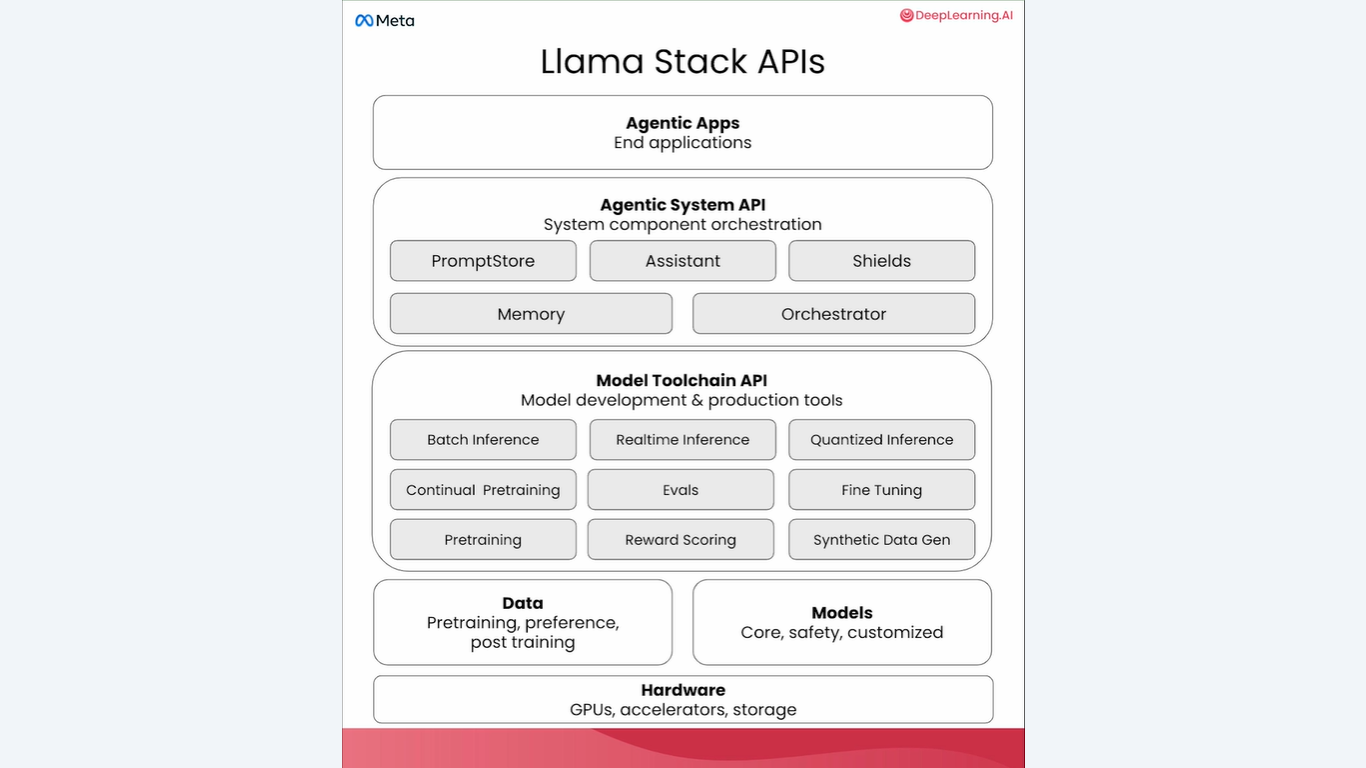 Meta
DeepLearning.AI
Llama Stack APIs
Agentic Apps
End applications
Agentic System API
System component orchestration
PromptStore
Assistant
Shields
Memory
Orchestrator
Model Toolchain API
Model development & production tools
Batch Inference
Realtime Inference
Quantized Inference
Continual Pretraining
Evals
Fine Tuning
Pretraining
Reward Scoring
Synthetic Data Gen
Data
Pretraining, preference,
post training
Models
Core, safety, customized
Hardware
GPUs, accelerators, storage